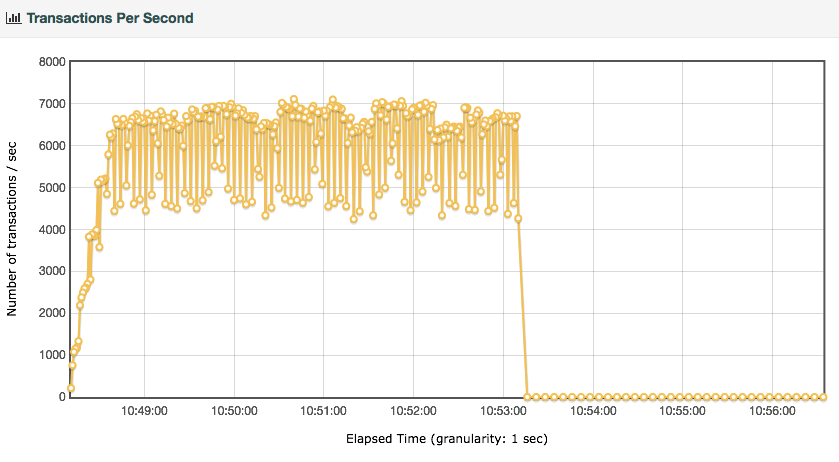 Transactions Per Second
8000
7000
6000
5000
4000
3000
2000
1000
0
Number of transactions / sec
10:49:00 10:50:00 10:51:00 10:52:00 10:53:00 10:54:00 10:55:00 10:56:00
Elapsed Time (granularity: 1 sec)